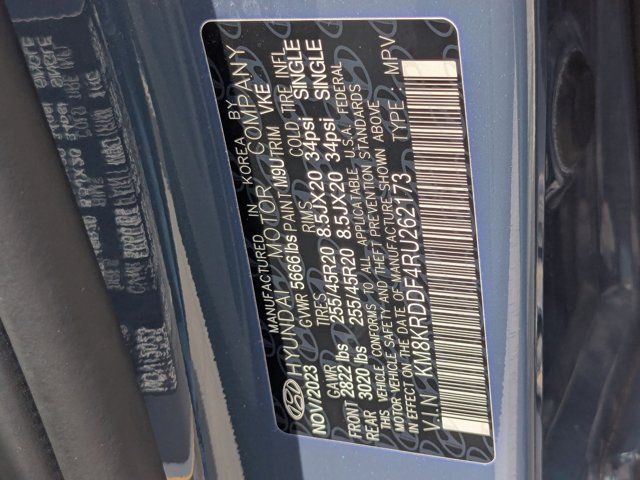 MANUFACTURED IN KOREA BY
HYUNDAI MOTOR COMPANY
NOV/2023 GVWR 5666 lbs PAINT M9U TRIM VKE
GAWR TIRES RIMS COLD TIRE INFL
FRONT 2822 lbs 255/45R20 8.5JX20 34psi SINGLE
REAR 3020 lbs 255/45R20 8.5JX20 34psi SINGLE
THIS VEHICLE CONFORMS TO ALL APPLICABLE U.S.A. FEDERAL
MOTOR VEHICLE SAFETY AND THEFT PREVENTION STANDARDS
IN EFFECT ON THE DATE OF MANUFACTURE SHOWN ABOVE
V.I.N : KM8KRDDF4RU262173 TYPE : MPV